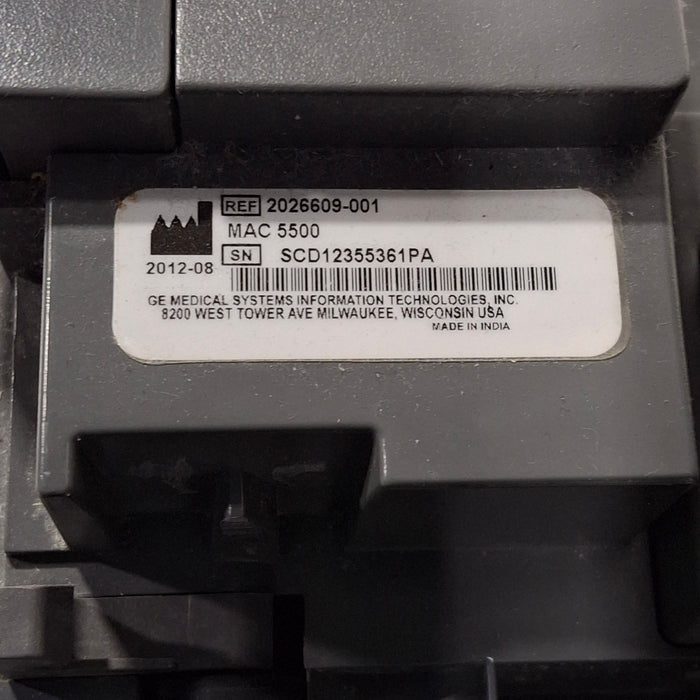 REF 2026609-001
MAC 5500
SN SCD12355361PA
2012-08
GE MEDICAL SYSTEMS INFORMATION TECHNOLOGIES, INC.
8200 WEST TOWER AVE MILWAUKEE, WISCONSIN USA
MADE IN INDIA